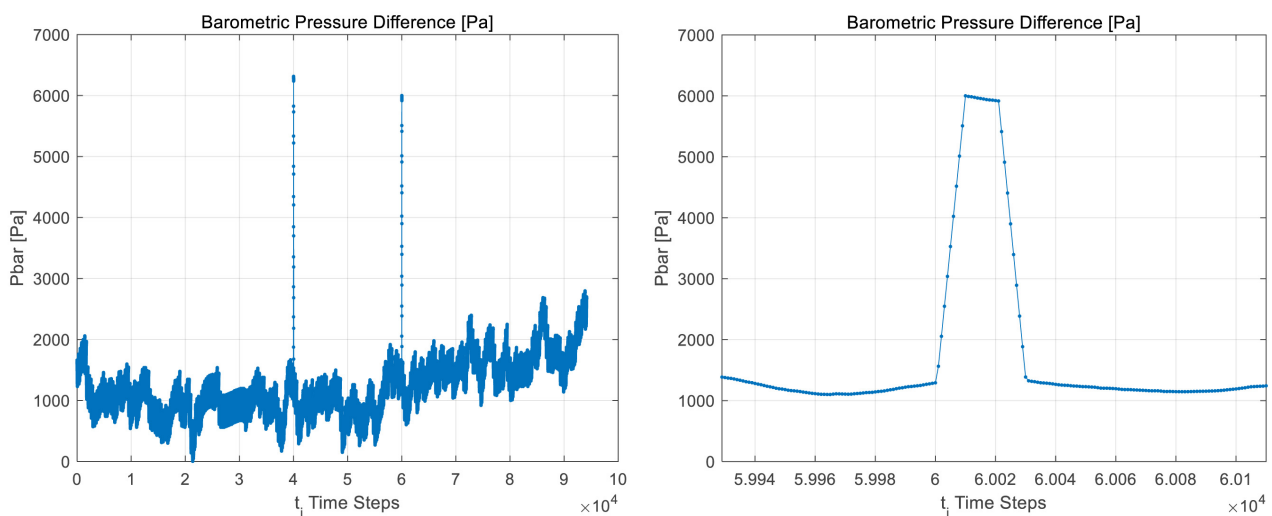 Barometric Pressure Difference [Pa]
7000
6000
5000
4000
3000
2000
1000
0
Pbar [Pa]
0 1 2 3 4 5 6 7 8 9 10
t_i Time Steps
×10^4
Barometric Pressure Difference [Pa]
7000
6000
5000
4000
3000
2000
1000
0
Pbar [Pa]
5.994 5.996 5.998 6 6.002 6.004 6.006 6.008 6.01
t_i Time Steps
×10^4